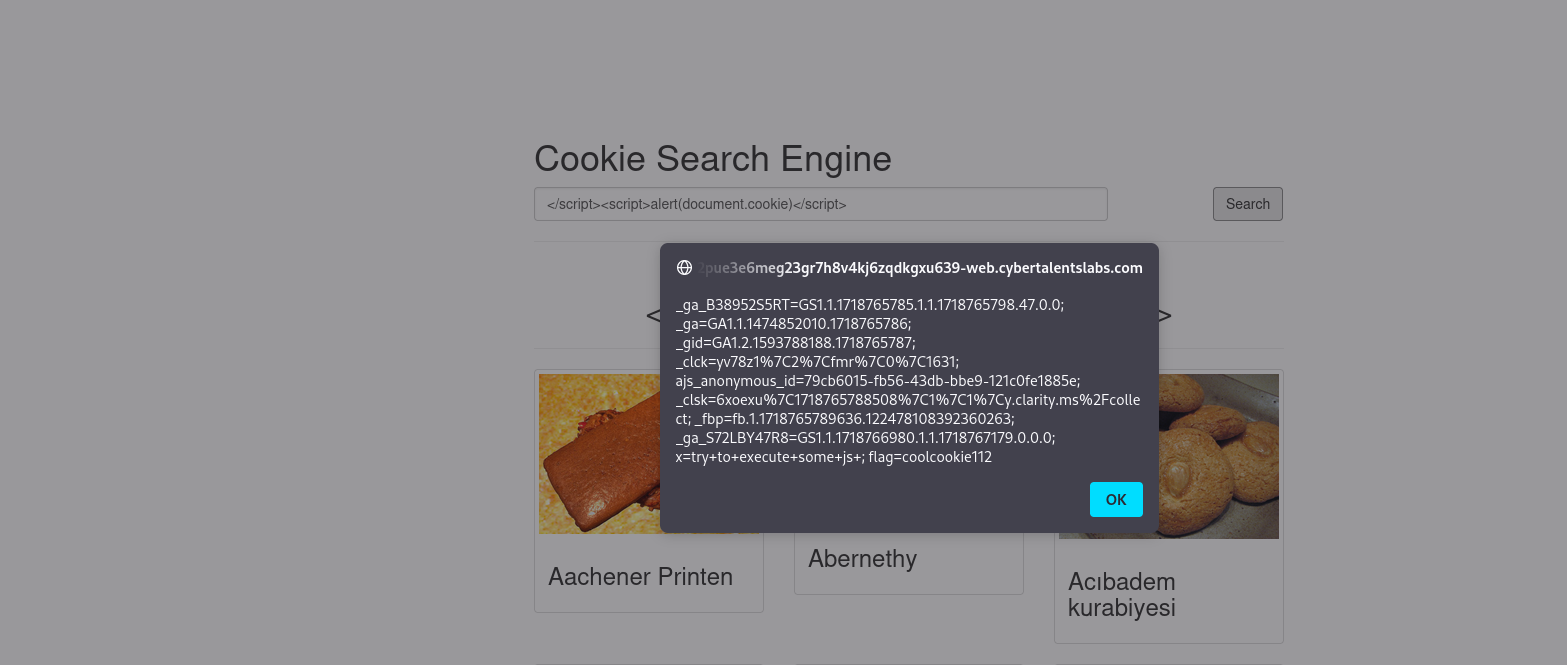 Cookie Search Engine
</script><script>alert(document.cookie)</script>
Search
2pue3e6meg23gr7h8v4kj6zqdkgxu639-web.cybertalentslabs.com
_ga_B38952S5RT=GS1.1.1718765785.1.1.1718765798.47.0.0;
_ga=GA1.1.1474852010.1718765786;
_gid=GA1.2.1593788188.1718765787;
_clck=yv78z1%7C2%7Cfmr%7C0%7C1631;
ajs_anonymous_id=79cb6015-fb56-43db-bbe9-121c0fe1885e;
_clsk=6xoexu%7C1718765788508%7C1%7C1%7Cy.clarity.ms%2Fcolle
ct; _fbp=fb.1.1718765789636.122478108392360263;
_ga_S72LBY47R8=GS1.1.1718766980.1.1.1718767179.0.0.0;
x=try+to+execute+some+js+; flag=coolcookie112
OK
< >
Aachener Printen
Abernethy
Acıbadem
kurabiyesi